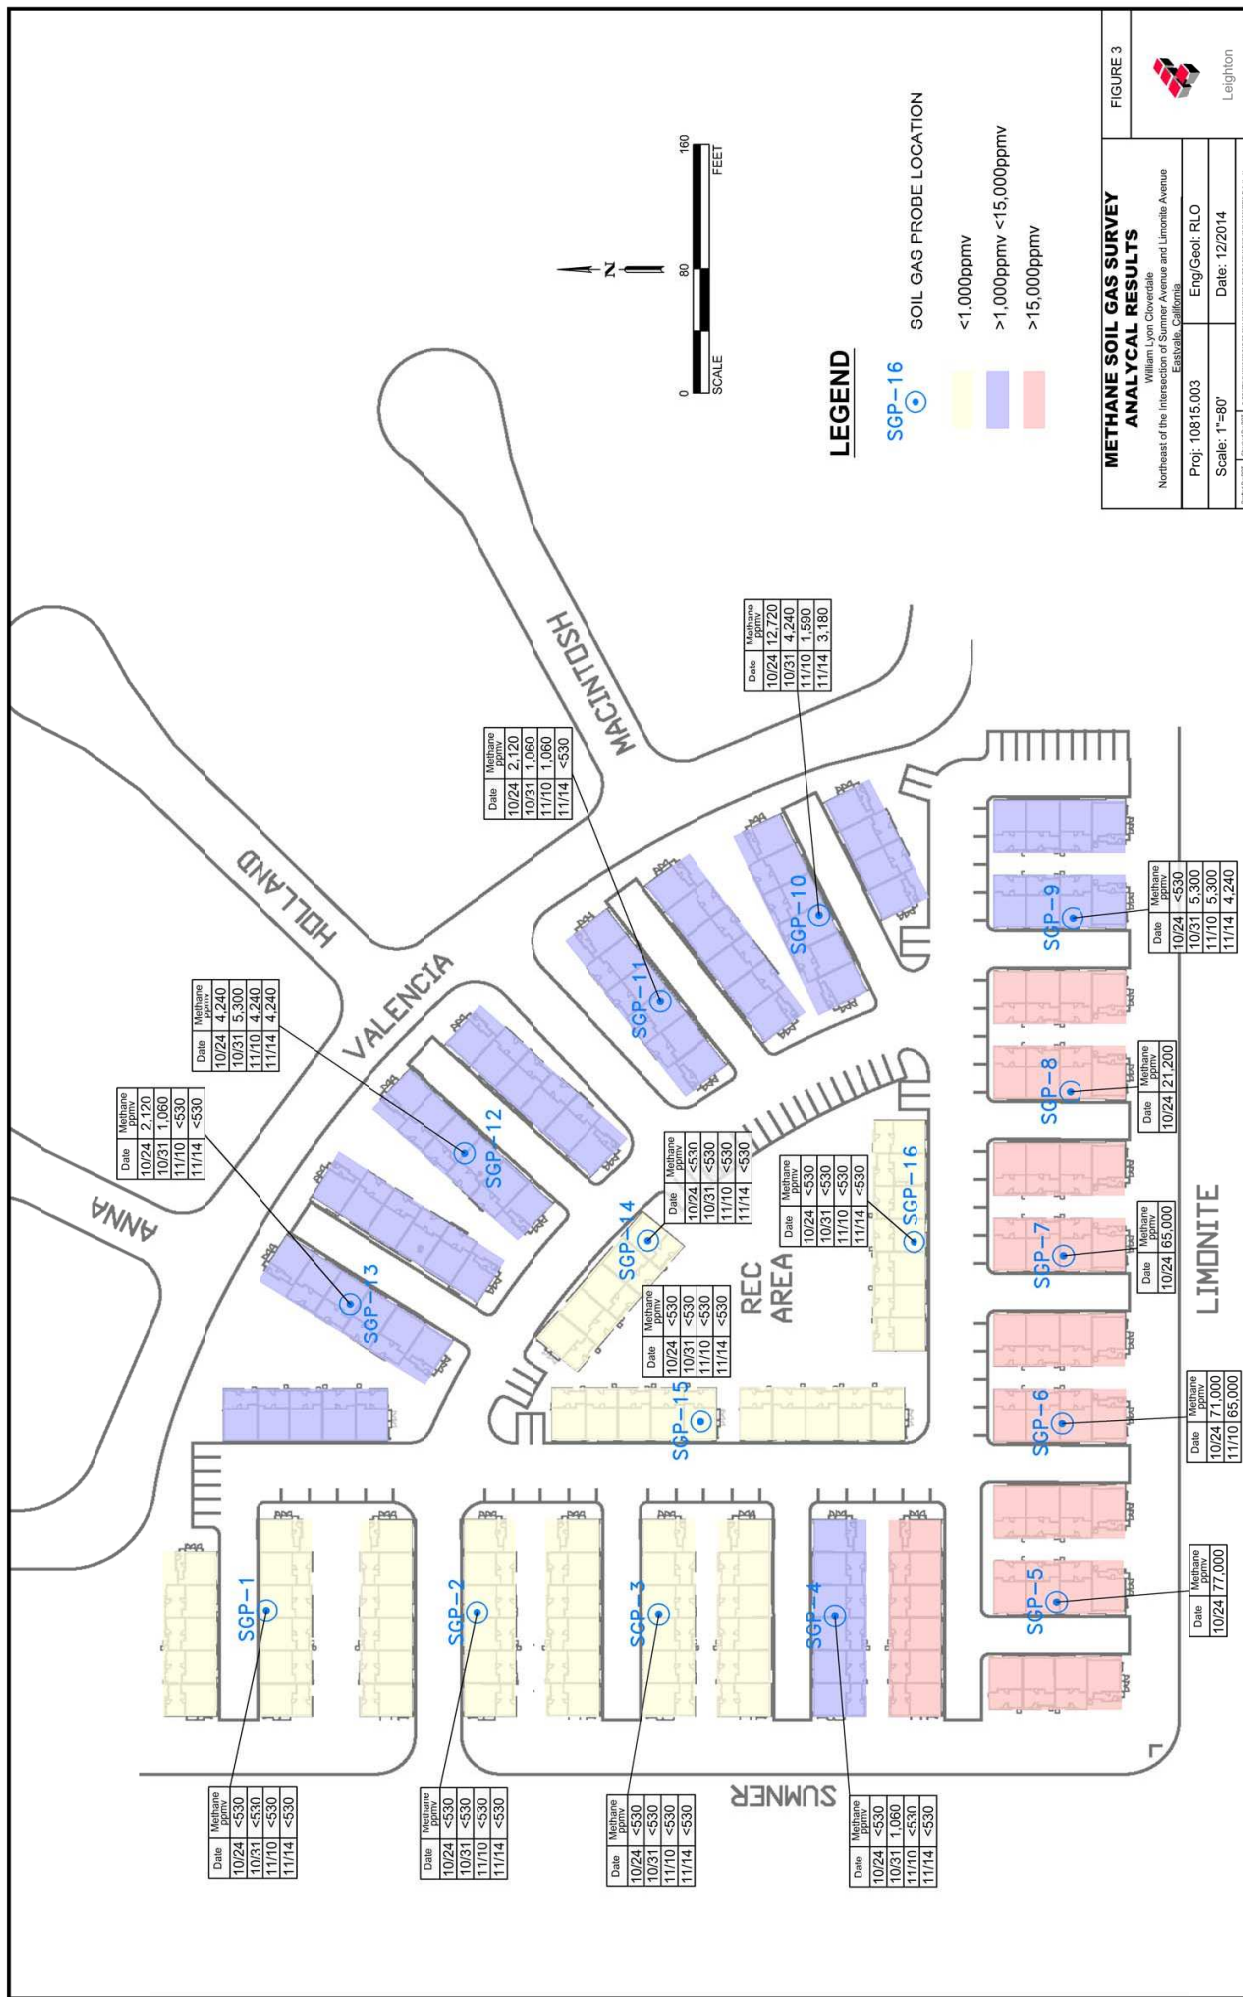 ANNA
HOLLAND
VALENCIA
MACINTOSH
SUMNER
LIMONITE
REC
AREA
SGP-1
Date Methane ppmv
10/24 <530
10/31 <530
11/10 <530
11/14 <530
SGP-2
Date Methane ppmv
10/24 <530
10/31 <530
11/10 <530
11/14 <530
SGP-3
Date Methane ppmv
10/24 <530
10/31 <530
11/10 <530
11/14 <530
SGP-4
Date Methane ppmv
10/24 <530
10/31 1,060
11/10 <530
11/14 <530
SGP-5
Date Methane ppmv
10/24 77,000
SGP-6
Date Methane ppmv
10/24 71,000
11/10 65,000
SGP-7
Date Methane ppmv
10/24 65,000
SGP-8
Date Methane ppmv
10/24 21,200
SGP-9
Date Methane ppmv
10/24 <530
10/31 5,300
11/10 5,300
11/14 4,240
SGP-10
Date Methane ppmv
10/24 12,720
10/31 4,240
11/10 1,590
11/14 3,180
SGP-11
Date Methane ppmv
10/24 2,120
10/31 1,060
11/10 1,060
11/14 <530
SGP-12
Date Methane ppmv
10/24 4,240
10/31 5,300
11/10 4,240
11/14 4,240
SGP-13
Date Methane ppmv
10/24 2,120
10/31 1,060
11/10 <530
11/14 <530
SGP-14
Date Methane ppmv
10/24 <530
10/31 <530
11/10 <530
11/14 <530
SGP-15
Date Methane ppmv
10/24 <530
10/31 <530
11/10 <530
11/14 <530
SGP-16
Date Methane ppmv
10/24 <530
10/31 <530
11/10 <530
11/14 <530
N
0 80 160
SCALE FEET
LEGEND
SGP-16 SOIL GAS PROBE LOCATION
<1.000ppmv
>1,000ppmv <15,000ppmv
>15,000ppmv
METHANE SOIL GAS SURVEY
ANALYCAL RESULTS
William Lyon Cloverdale
Northeast of the Intersection of Sumner Avenue and Limonite Avenue
Eastvale, California
Proj: 10815.003 Eng/Geol: RLO
Scale: 1"=80' Date: 12/2014
FIGURE 3
Leighton